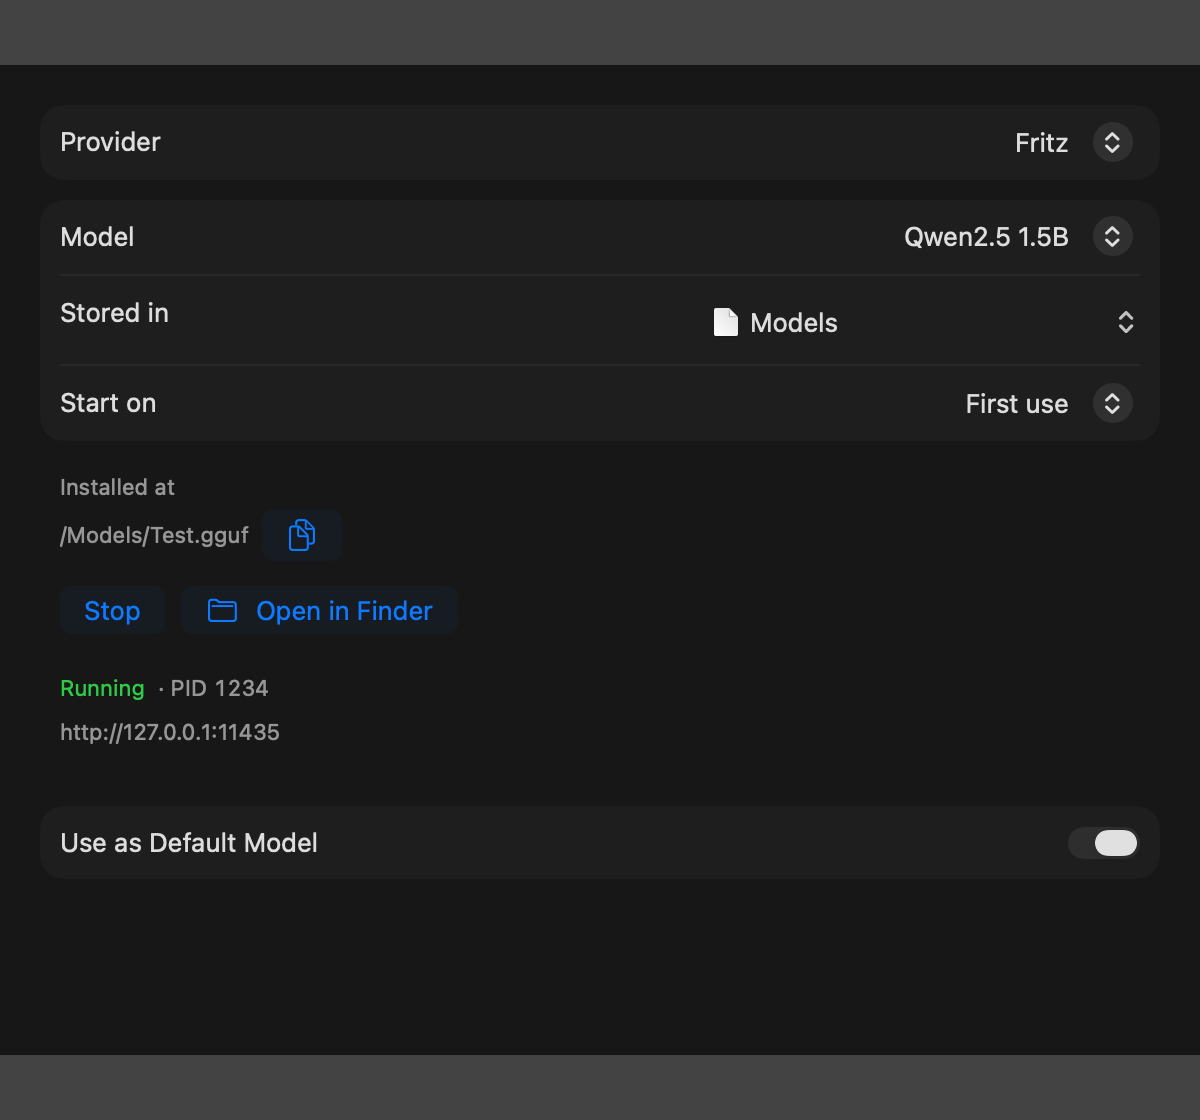 Provider Fritz
Model Qwen2.5 1.5B
Stored in Models
Start on First use
Installed at
/Models/Test.gguf
Stop Open in Finder
Running · PID 1234
http://127.0.0.1:11435
Use as Default Model